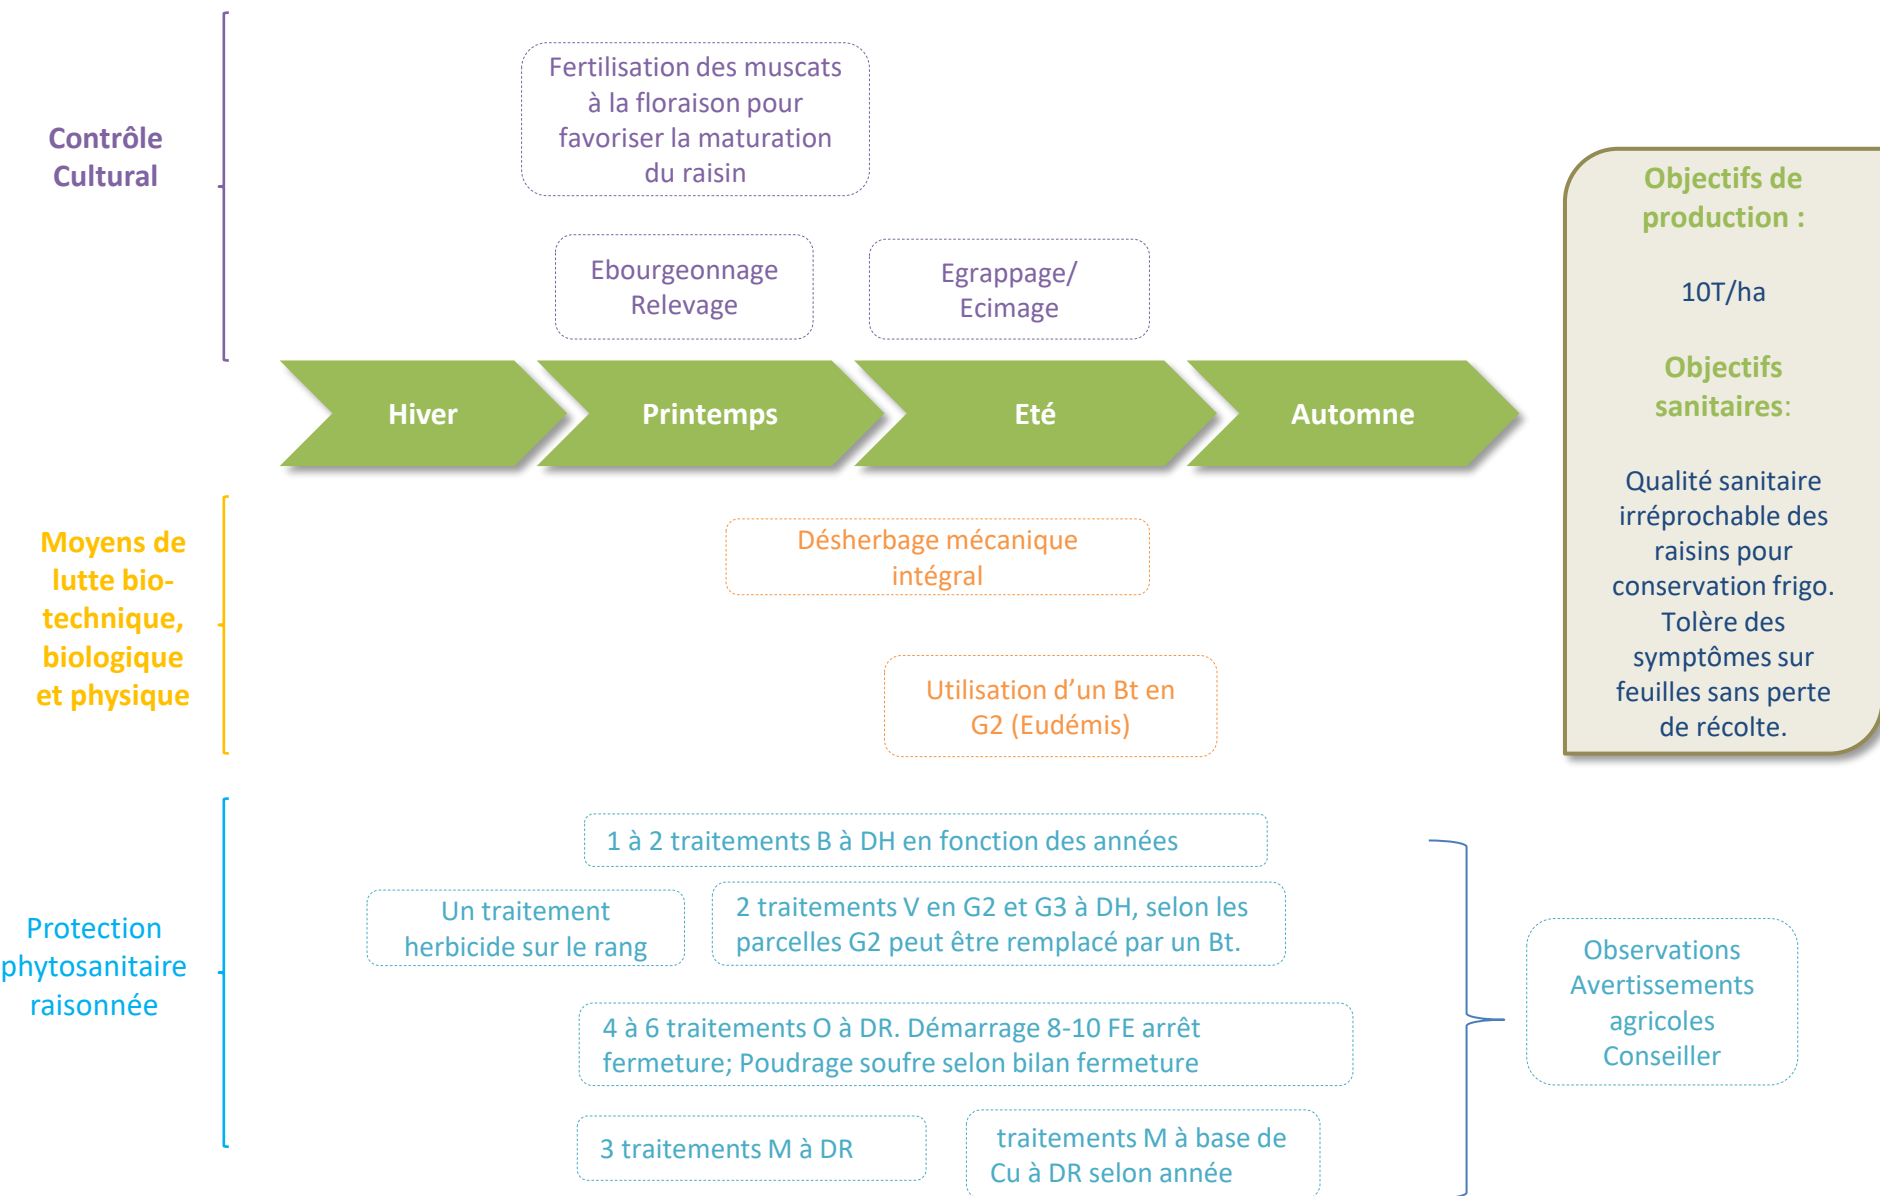 Contrôle
Cultural
Fertilisation des muscats
à la floraison pour
favoriser la maturation
du raisin
Ebourgeonnage
Relevage
Egrappage/
Ecimage
Hiver
Printemps
Eté
Automne
Moyens de
lutte bio-
technique,
biologique
et physique
Désherbage mécanique
intégral
Utilisation d’un Bt en
G2 (Eudémis)
Protection
phytosanitaire
raisonnée
1 à 2 traitements B à DH en fonction des années
Un traitement
herbicide sur le rang
2 traitements V en G2 et G3 à DH, selon les
parcelles G2 peut être remplacé par un Bt.
4 à 6 traitements O à DR. Démarrage 8-10 FE arrêt
fermeture; Poudrage soufre selon bilan fermeture
3 traitements M à DR
traitements M à base de
Cu à DR selon année
Observations
Avertissements
agricoles
Conseiller
Objectifs de
production :
10T/ha
Objectifs
sanitaires:
Qualité sanitaire
irréprochable des
raisins pour
conservation frigo.
Tolère des
symptômes sur
feuilles sans perte
de récolte.